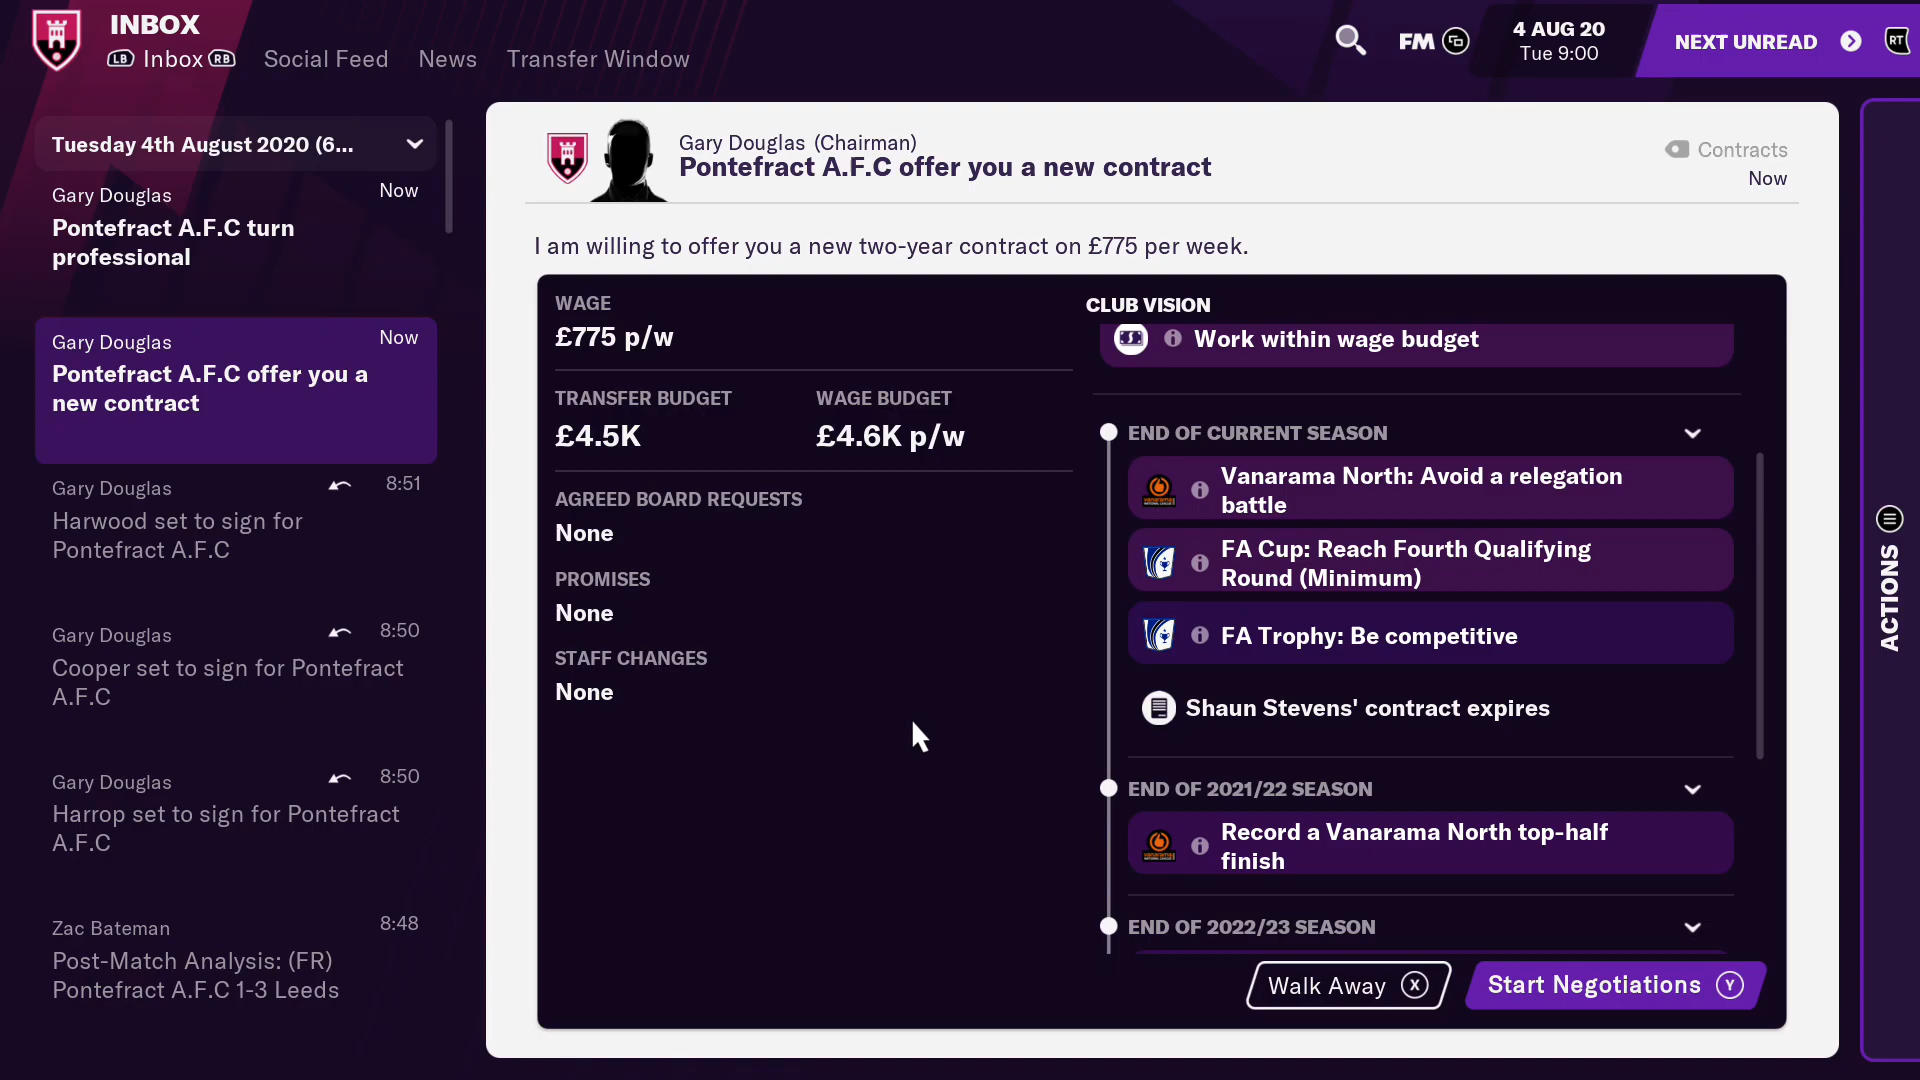 INBOX
LB Inbox RB
Social Feed
News
Transfer Window
FM
4 AUG 20
Tue 9:00
NEXT UNREAD
RT
Tuesday 4th August 2020 (6...
Gary Douglas
Now
Pontefract A.F.C turn
professional
Gary Douglas
Now
Pontefract A.F.C offer you a
new contract
Gary Douglas
8:51
Harwood set to sign for
Pontefract A.F.C
Gary Douglas
8:50
Cooper set to sign for Pontefract
A.F.C
Gary Douglas
8:50
Harrop set to sign for Pontefract
A.F.C
Zac Bateman
8:48
Post-Match Analysis: (FR)
Pontefract A.F.C 1-3 Leeds
Gary Douglas (Chairman)
Pontefract A.F.C offer you a new contract
Contracts
Now
I am willing to offer you a new two-year contract on £775 per week.
WAGE
£775 p/w
TRANSFER BUDGET
£4.5K
WAGE BUDGET
£4.6K p/w
AGREED BOARD REQUESTS
None
PROMISES
None
STAFF CHANGES
None
CLUB VISION
Work within wage budget
END OF CURRENT SEASON
Vanarama North: Avoid a relegation
battle
FA Cup: Reach Fourth Qualifying
Round (Minimum)
FA Trophy: Be competitive
Shaun Stevens' contract expires
END OF 2021/22 SEASON
Record a Vanarama North top-half
finish
END OF 2022/23 SEASON
Walk Away X
Start Negotiations Y
ACTIONS